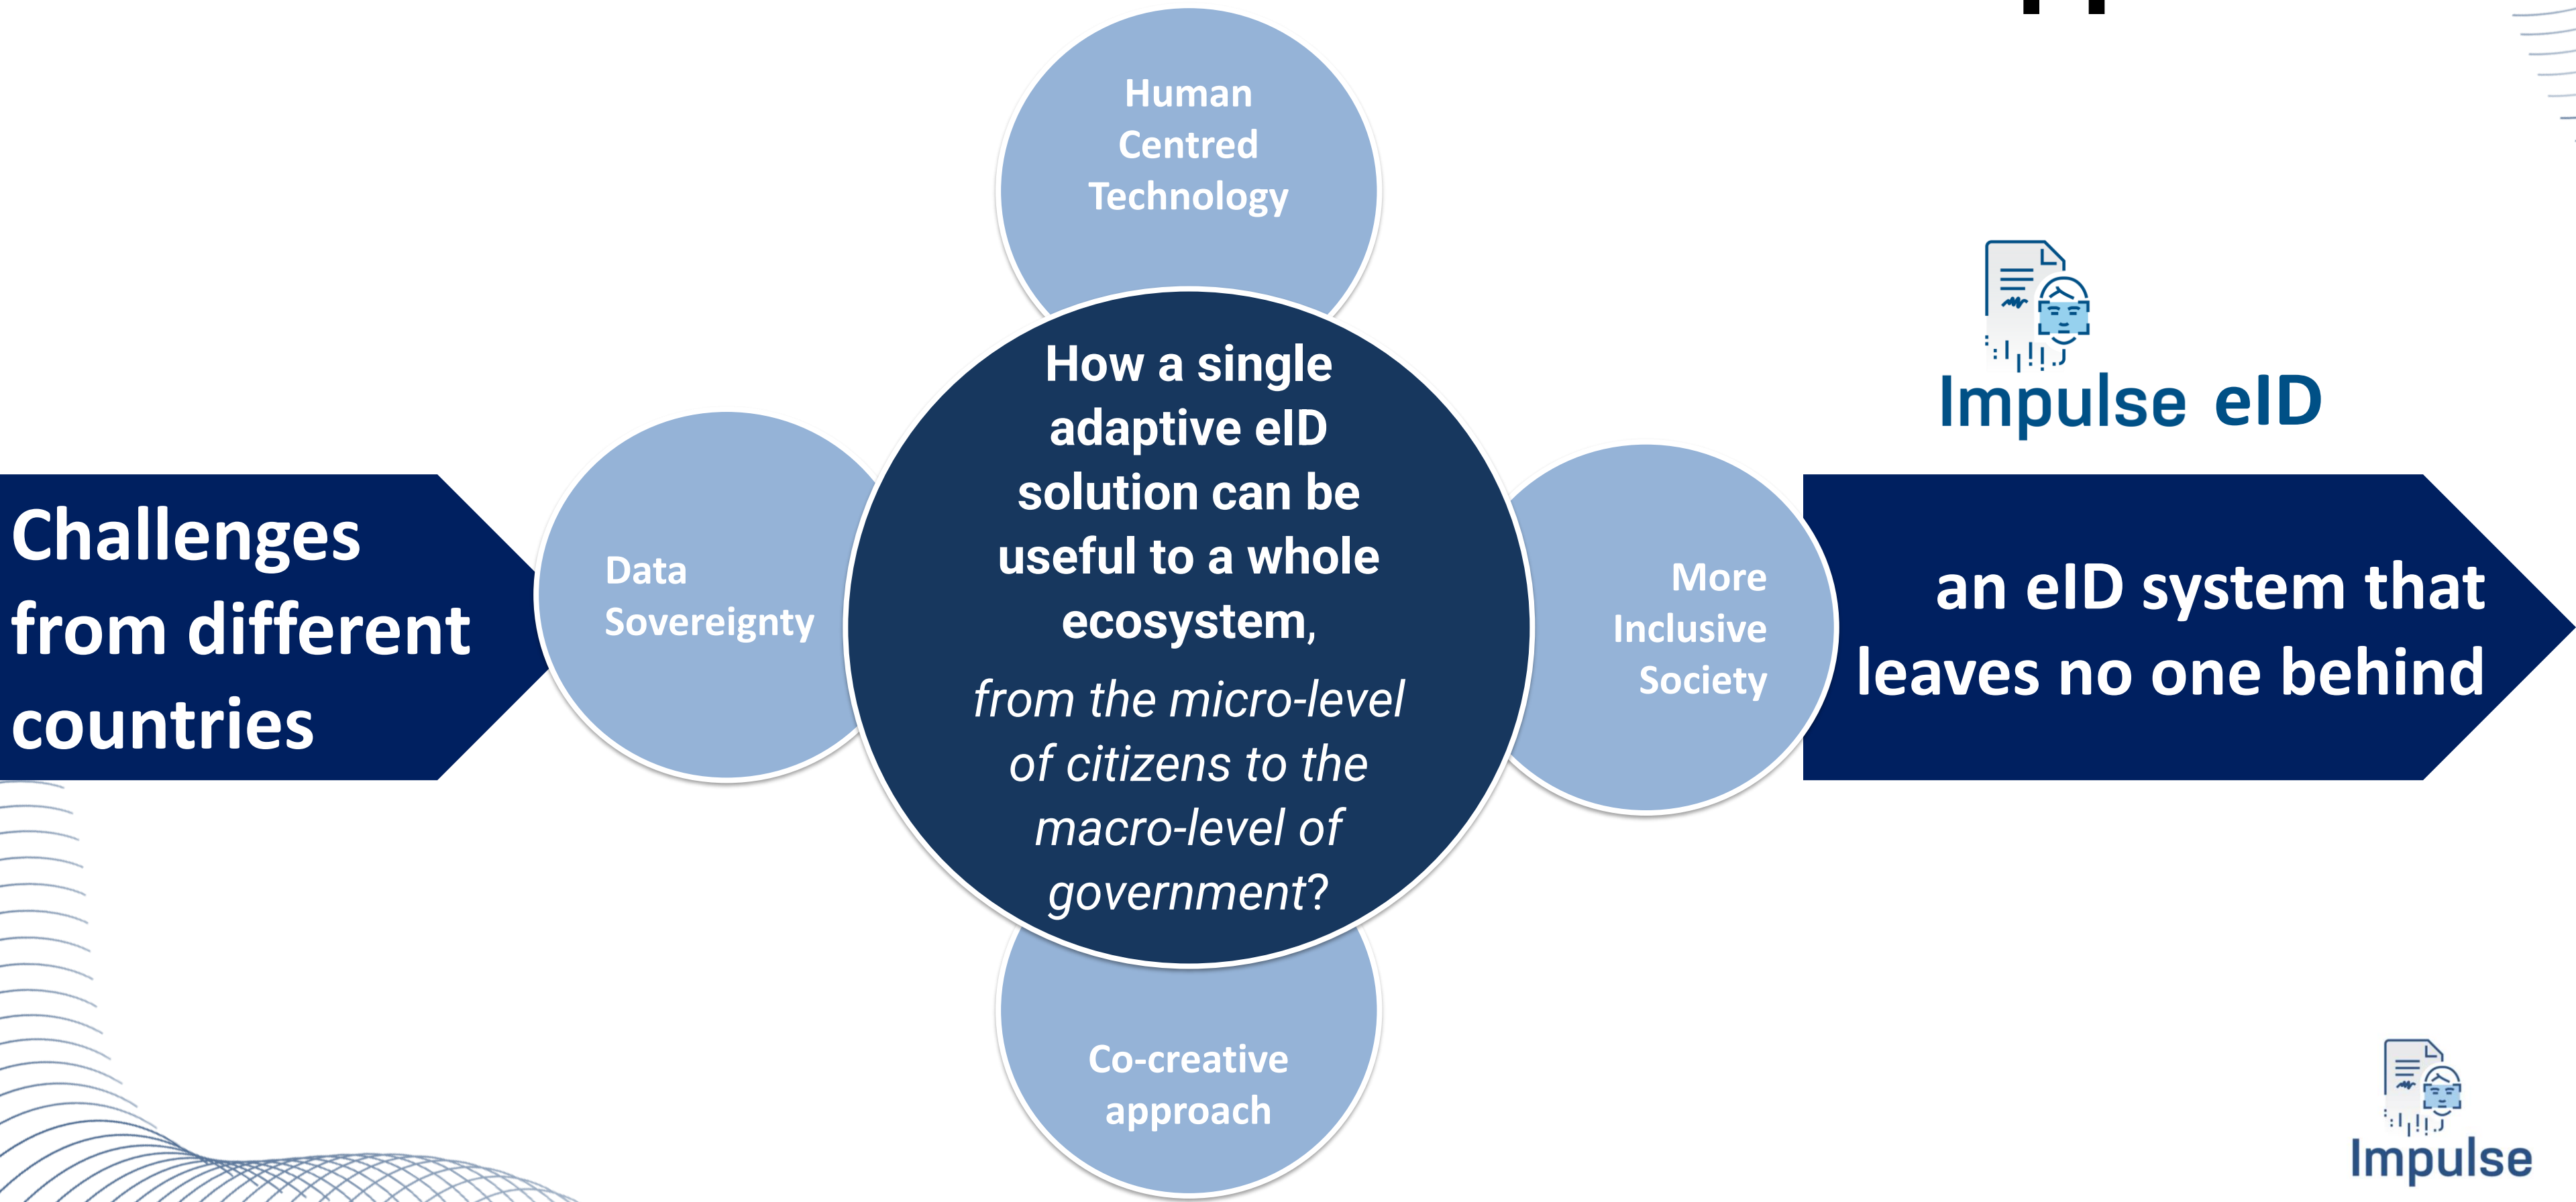 Human
Centred
Technology
Impulse eID
How a single
adaptive eID
solution can be
useful to a whole
ecosystem,
from the micro-level
of citizens to the
macro-level of
government?
Challenges
from different
countries
Data
Sovereignty
More
Inclusive
Society
an eID system that
leaves no one behind
Co-creative
approach
Impulse